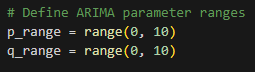 # Define ARIMA parameter ranges
p_range = range(0, 10)
q_range = range(0, 10)